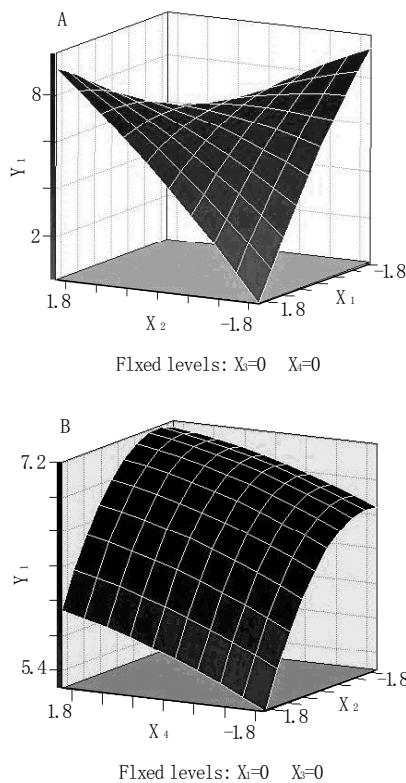 A
8
Y₁
2
1.8
X₂
-1.8
1.8
X₁
-1.8
Flxed levels: X₃=0 X₄=0
B
7.2
Y₁
5.4
1.8
X₄
-1.8
1.8
X₂
-1.8
Flxed levels: X₁=0 X₃=0